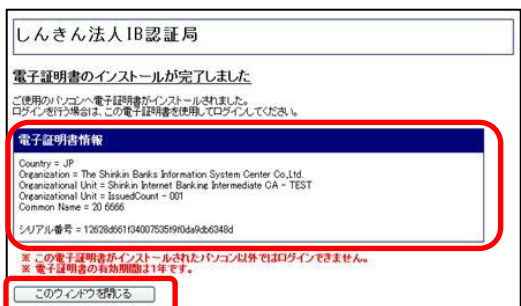 しんきん法人IB認証局
電子証明書のインストールが完了しました
ご使用のパソコンへ電子証明書がインストールされました。
ログインを行う場合は、この電子証明書を使用してログインしてください。
電子証明書情報
Country = JP
Organization = The Shinkin Banks Information System Center Co.,Ltd.
Organizational Unit = Shinkin Internet Banking Intermediate CA - TEST
Organizational Unit = IssuedCount - 001
Common Name = 20 6666
シリアル番号 =
※ この電子証明書がインストールされたパソコン以外ではログインできません。
※ 電子証明書の有効期間は1年です。
このウィンドウを閉じる